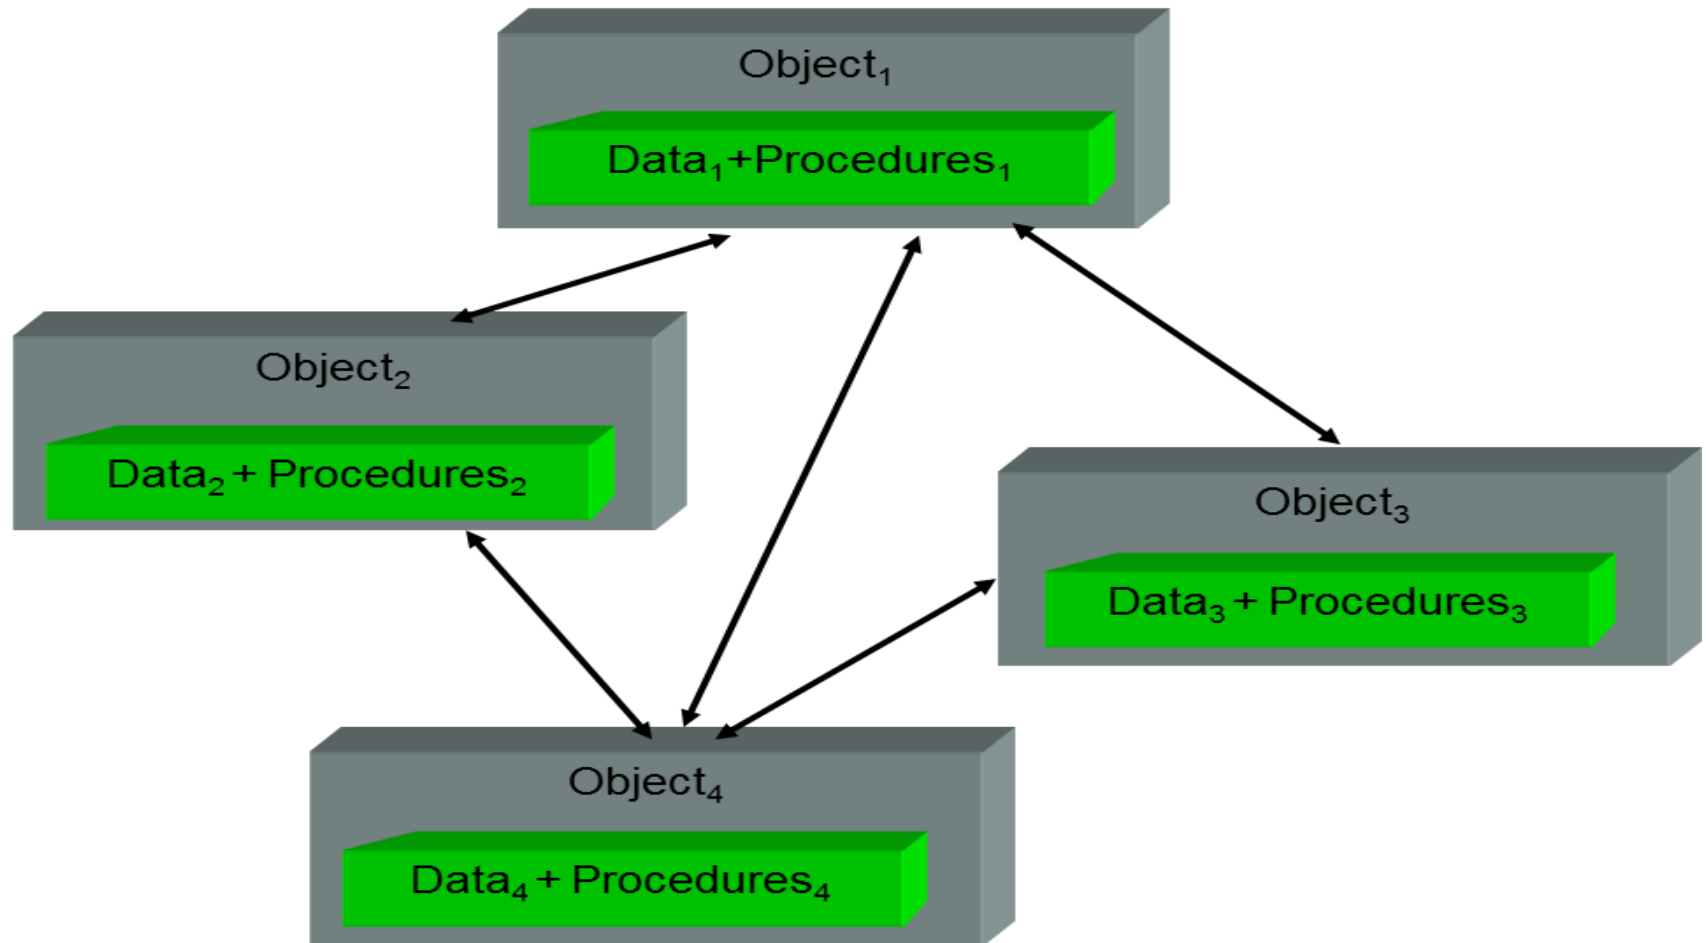 Object₁
Data₁+Procedures₁
Object₂
Data₂ + Procedures₂
Object₃
Data₃ + Procedures₃
Object₄
Data₄ + Procedures₄